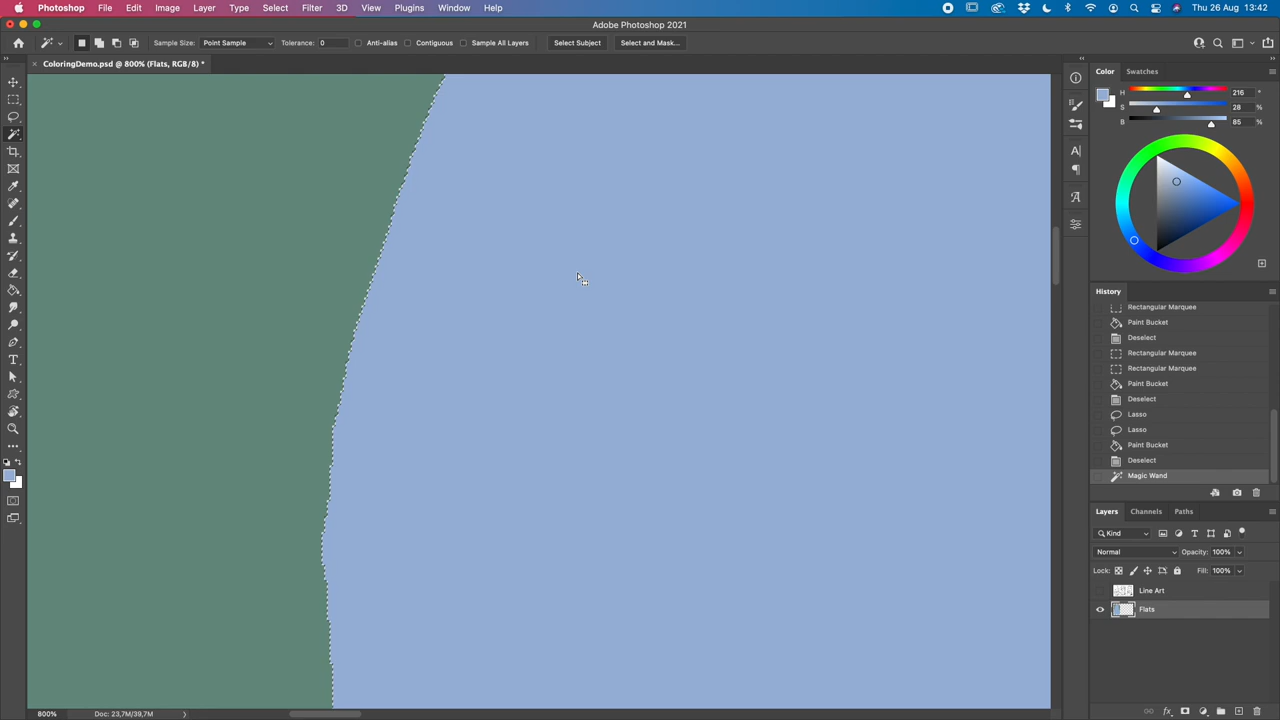 Photoshop File Edit Image Layer Type Select Filter 3D View Plugins Window Help Thu 26 Aug 13:42
Adobe Photoshop 2021
Sample Size: Point Sample Tolerance: 0 Anti-alias Contiguous Sample All Layers Select Subject Select and Mask...
ColoringDemo.psd @ 800% (Flats, RGB/8) *
Color Swatches
H 216 °
S 28 %
B 85 %
History
Rectangular Marquee
Paint Bucket
Deselect
Rectangular Marquee
Rectangular Marquee
Paint Bucket
Deselect
Lasso
Lasso
Paint Bucket
Deselect
Magic Wand
Layers Channels Paths
Kind
Normal Opacity: 100%
Lock: Fill: 100%
Line Art
Flats
800% Doc: 23,7M/39,7M